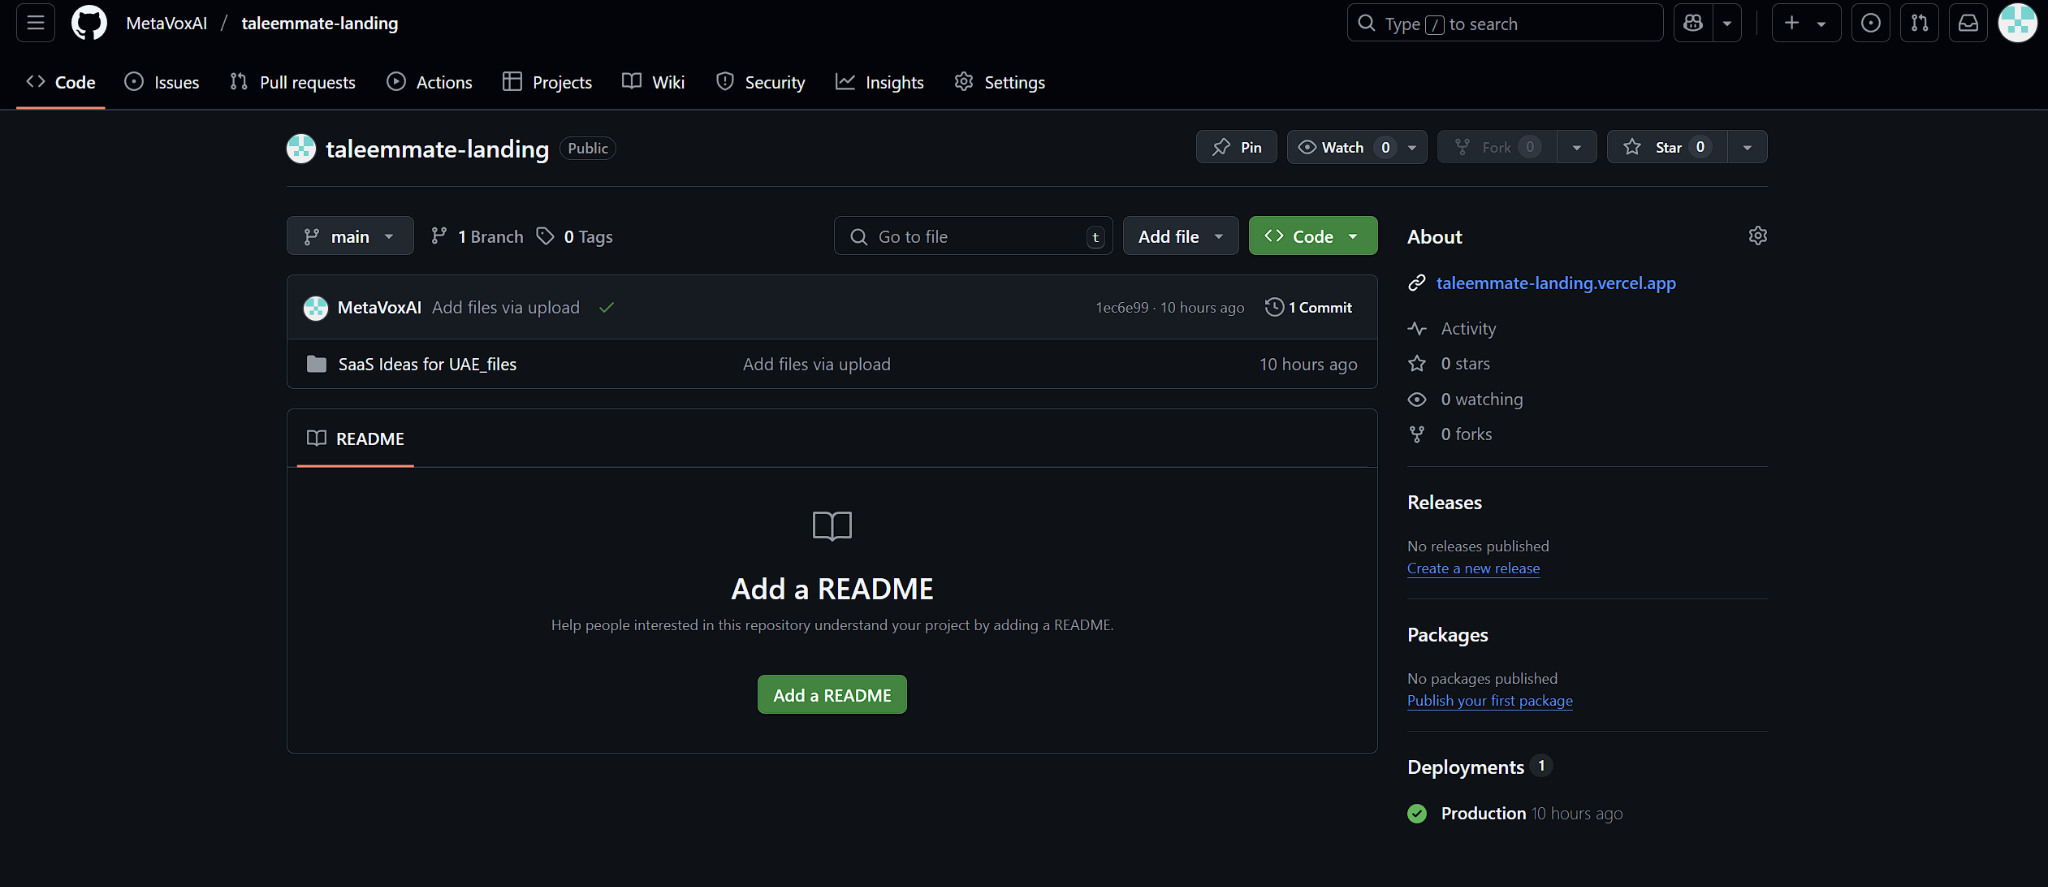 MetaVoxAI / taleemmate-landing
Type / to search
Code Issues Pull requests Actions Projects Wiki Security Insights Settings
taleemmate-landing Public
Pin Watch 0 Fork 0 Star 0
main 1 Branch 0 Tags Go to file t Add file Code
MetaVoxAI Add files via upload 1ec6e99 · 10 hours ago 1 Commit
SaaS Ideas for UAE_files Add files via upload 10 hours ago
README
Add a README
Help people interested in this repository understand your project by adding a README.
Add a README
About
taleemmate-landing.vercel.app
Activity
0 stars
0 watching
0 forks
Releases
No releases published
Create a new release
Packages
No packages published
Publish your first package
Deployments 1
Production 10 hours ago